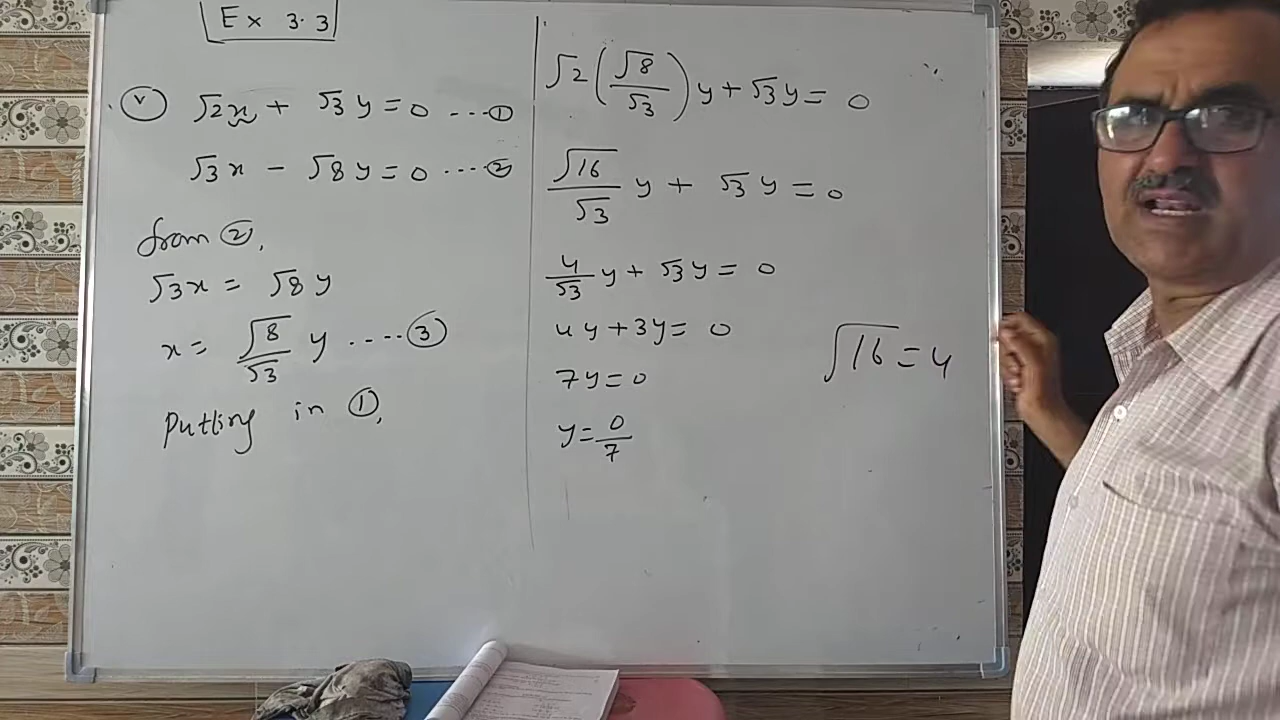 Ex 3.3
(v) √2x + √3y = 0 ---①
√3x - √8y = 0 ----②
from ②,
√3x = √8y
x = √8/√3 y ----③
Putting in ①,
√2(√8/√3)y + √3y = 0
√16/√3 y + √3y = 0
4/√3 y + √3y = 0
4y + 3y = 0
7y = 0
y = 0/7
√16 = 4